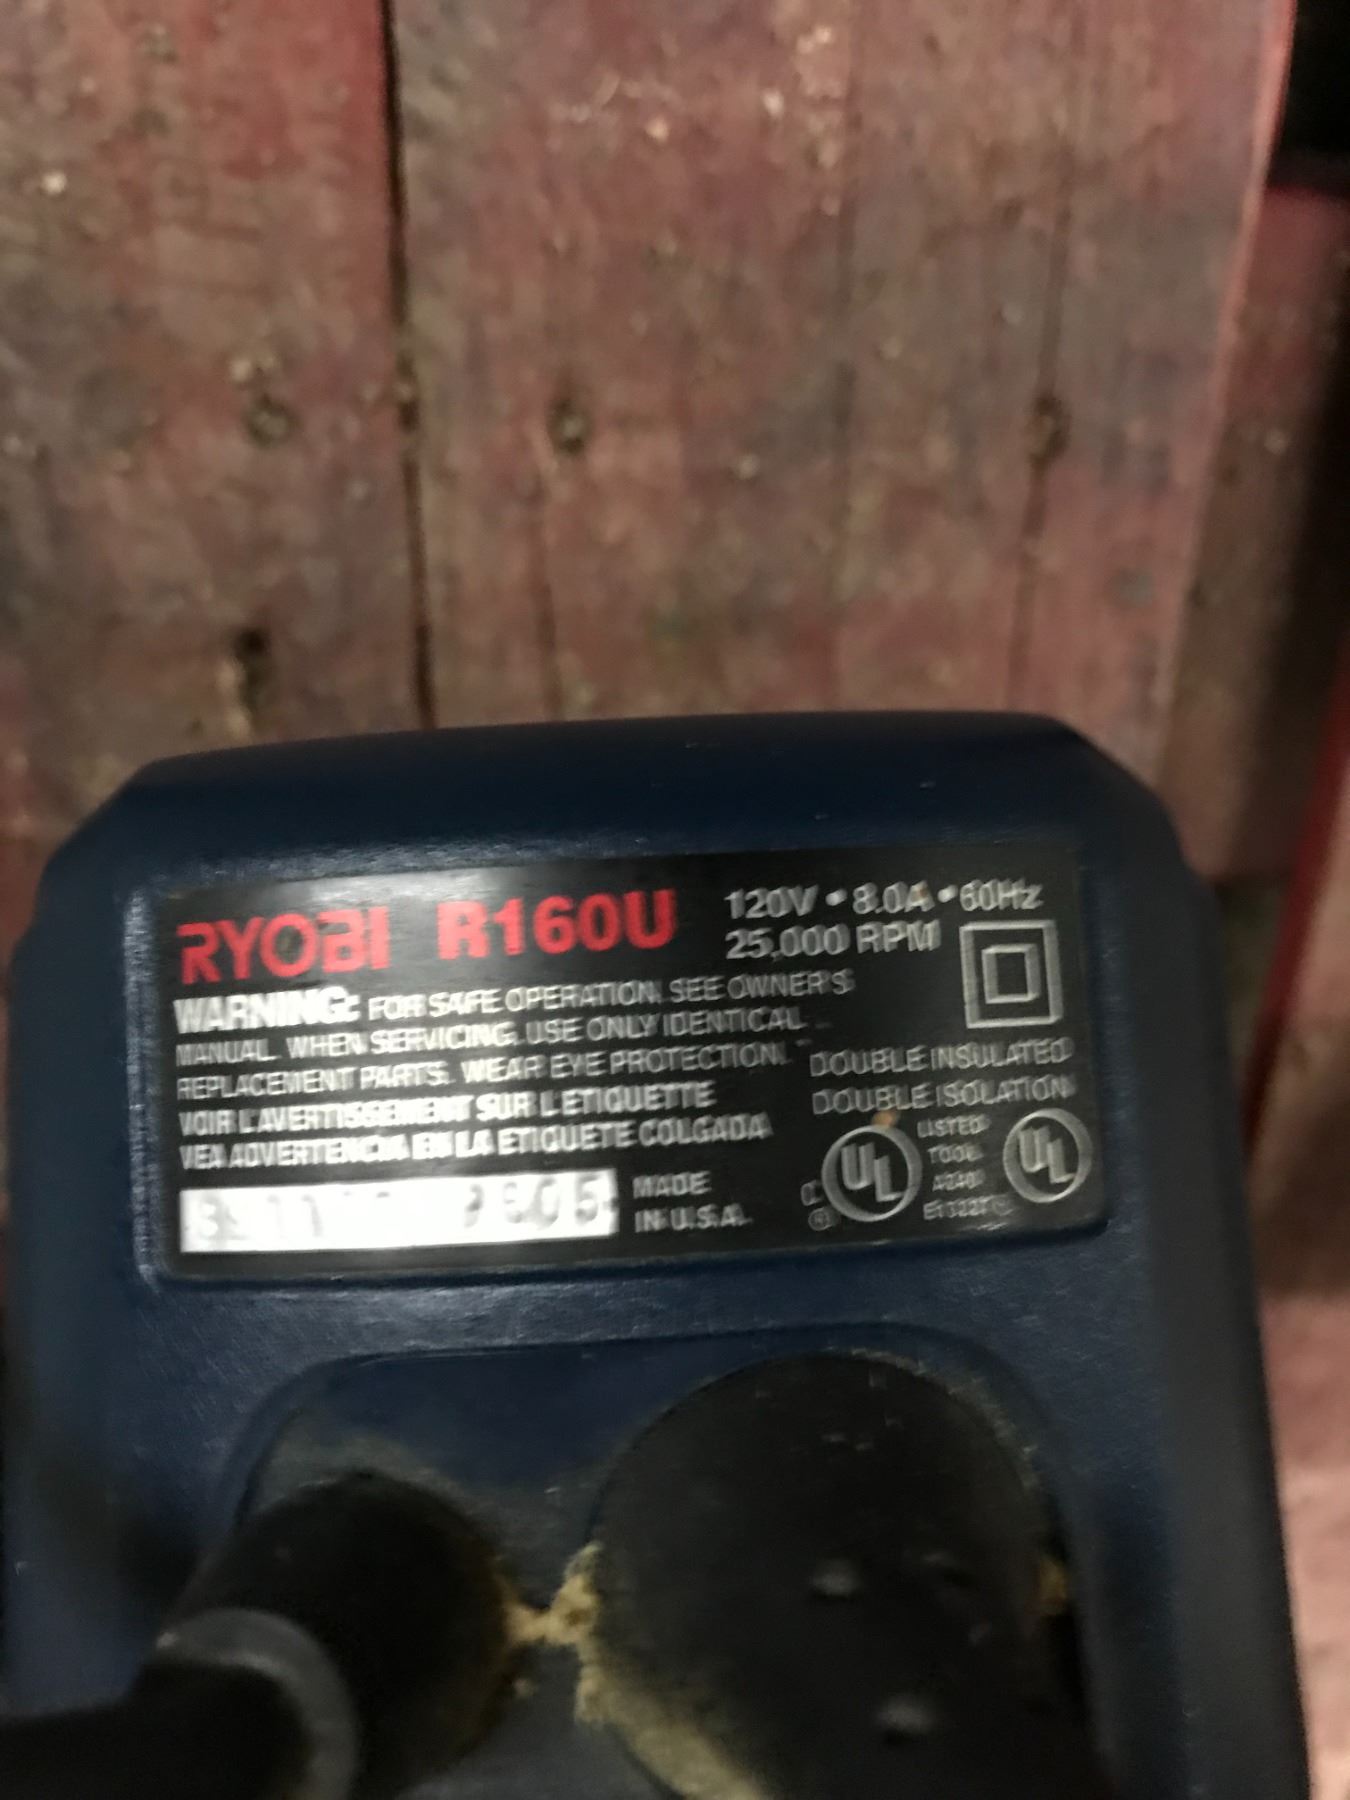 RYOBI R160U
120V • 8.0A • 60Hz
25,000 RPM
WARNING: FOR SAFE OPERATION, SEE OWNER'S
MANUAL. WHEN SERVICING, USE ONLY IDENTICAL
REPLACEMENT PARTS. WEAR EYE PROTECTION.
VOIR L'AVERTISSEMENT SUR L'ETIQUETTE
VEA ADVERTENCIA EN LA ETIQUETE COLGADA
DOUBLE INSULATED
DOUBLE ISOLATION
MADE
IN U.S.A.
UL
LISTED
TOOL
UL